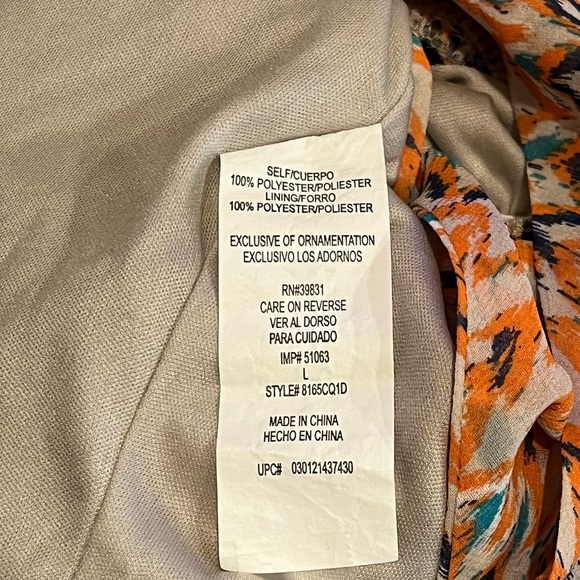 SELF/CUERPO
100% POLYESTER/POLIESTER
LINING/FORRO
100% POLYESTER/POLIESTER
EXCLUSIVE OF ORNAMENTATION
EXCLUSIVO LOS ADORNOS
RN#39831
CARE ON REVERSE
VER AL DORSO
PARA CUIDADO
IMP# 51063
L
STYLE# 8165CQ1D
MADE IN CHINA
HECHO EN CHINA
UPC# 030121437430